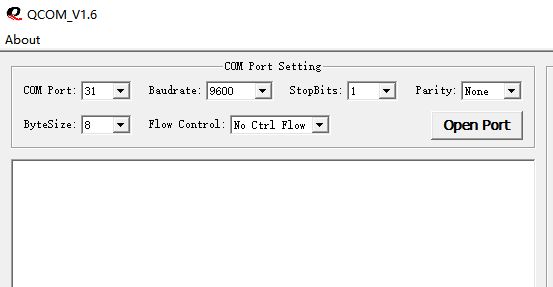 QCOM_V1.6
About
COM Port Setting
COM Port: 31 Baudrate: 9600 StopBits: 1 Parity: None
ByteSize: 8 Flow Control: No Ctrl Flow Open Port